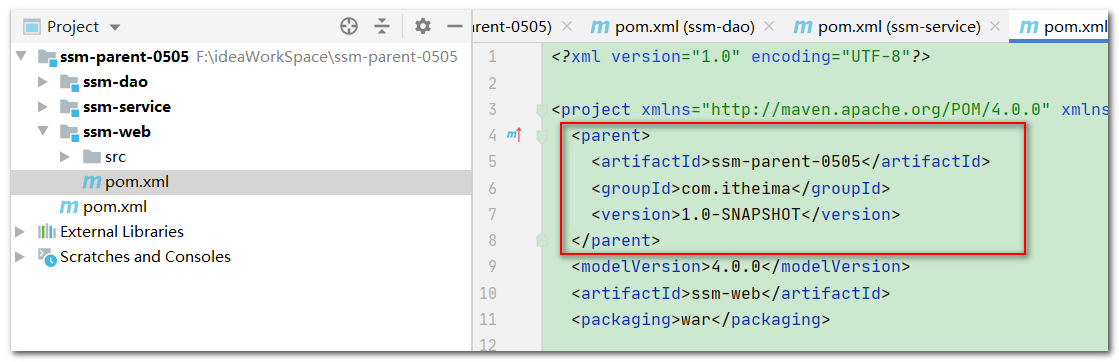 Project
ssm-parent-0505 F:\ideaWorkSpace\ssm-parent-0505
ssm-dao
ssm-service
ssm-web
src
pom.xml
pom.xml
External Libraries
Scratches and Consoles
arent-0505)
pom.xml (ssm-dao)
pom.xml (ssm-service)
pom.xml
1 <?xml version="1.0" encoding="UTF-8"?>
2
3 <project xmlns="http://maven.apache.org/POM/4.0.0" xmlns
4 <parent>
5 <artifactId>ssm-parent-0505</artifactId>
6 <groupId>com.itheima</groupId>
7 <version>1.0-SNAPSHOT</version>
8 </parent>
9 <modelVersion>4.0.0</modelVersion>
10 <artifactId>ssm-web</artifactId>
11 <packaging>war</packaging>
12